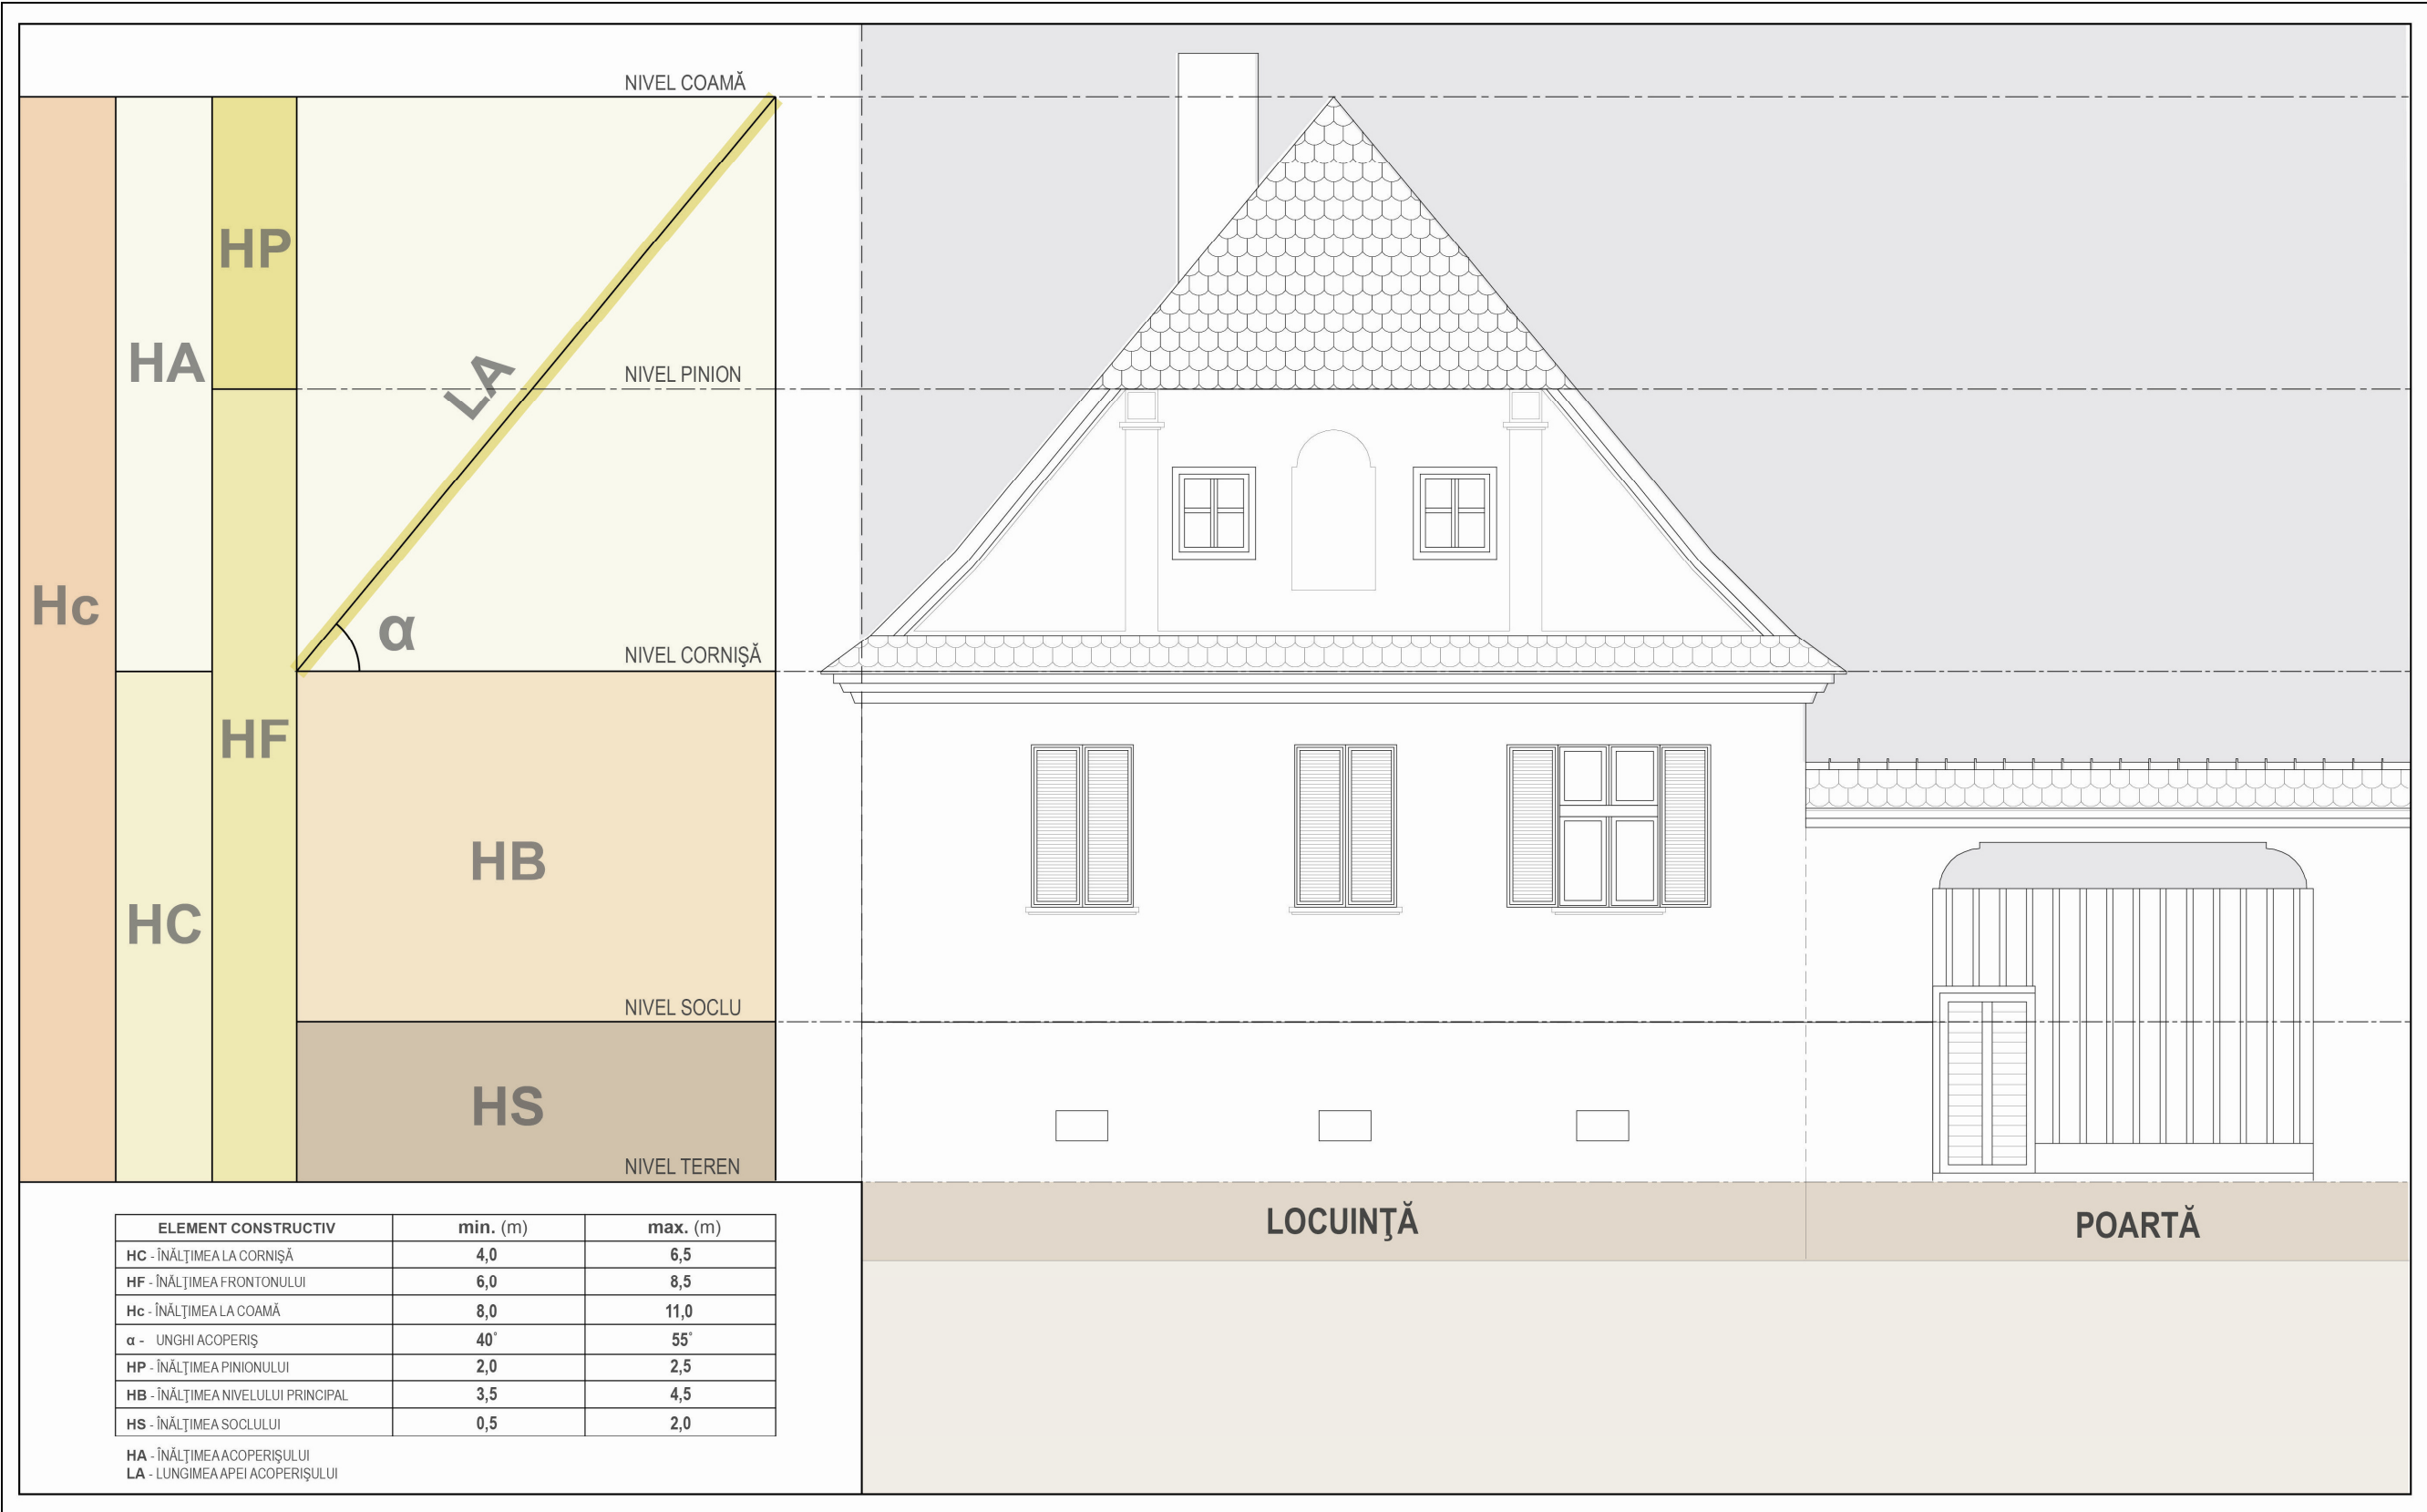 NIVEL COAMĂ
HP
HA
LA
NIVEL PINION
Hc
α
NIVEL CORNIŞĂ
HF
HB
HC
NIVEL SOCLU
HS
NIVEL TEREN
LOCUINŢĂ
POARTĂ
ELEMENT CONSTRUCTIV min. (m) max. (m)
HC - ÎNĂLŢIMEA LA CORNIŞĂ 4,0 6,5
HF - ÎNĂLŢIMEA FRONTONULUI 6,0 8,5
Hc - ÎNĂLŢIMEA LA COAMĂ 8,0 11,0
α - UNGHI ACOPERIŞ 40° 55°
HP - ÎNĂLŢIMEA PINIONULUI 2,0 2,5
HB - ÎNĂLŢIMEA NIVELULUI PRINCIPAL 3,5 4,5
HS - ÎNĂLŢIMEA SOCLULUI 0,5 2,0
HA - ÎNĂLŢIMEA ACOPERIŞULUI
LA - LUNGIMEA APEI ACOPERIŞULUI